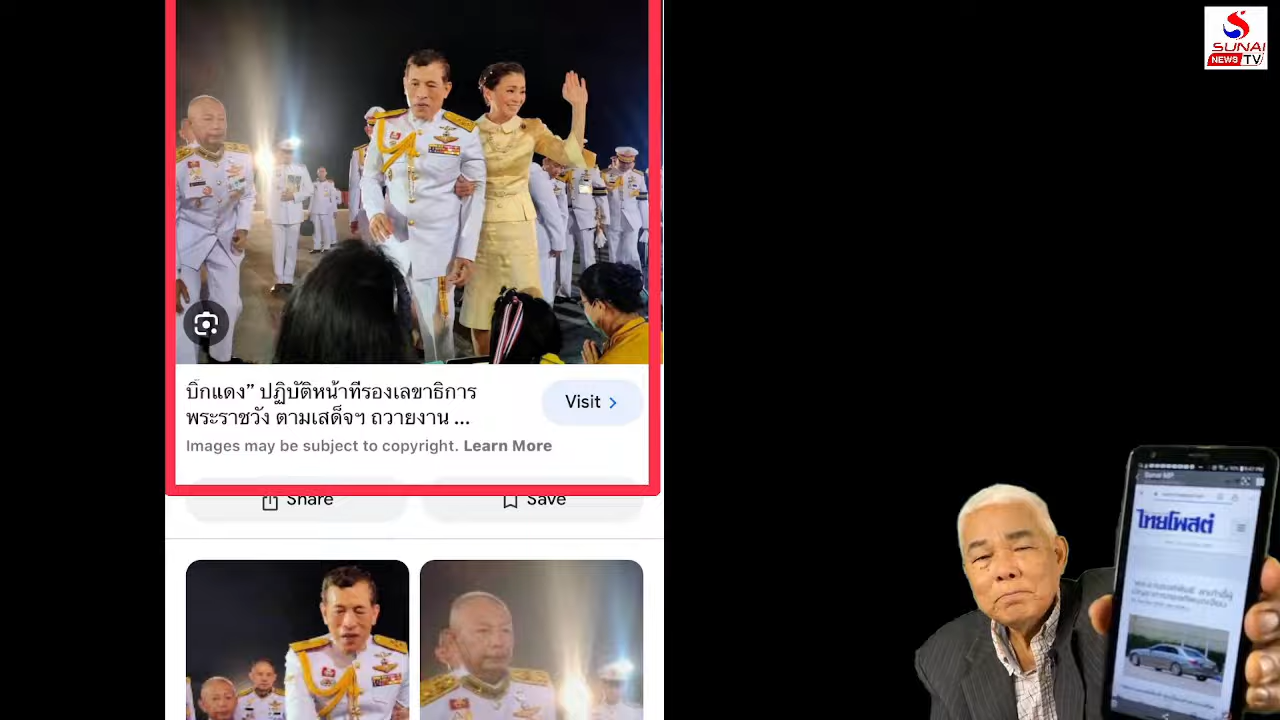 SUNAI
NEWS TV
บิ๊กแดง” ปฏิบัติหน้าที่รองเลขาธิการ
พระราชวัง ตามเสด็จฯ ถวายงาน ...
Visit
Images may be subject to copyright. Learn More
Share
Save
ไทยโพสต์